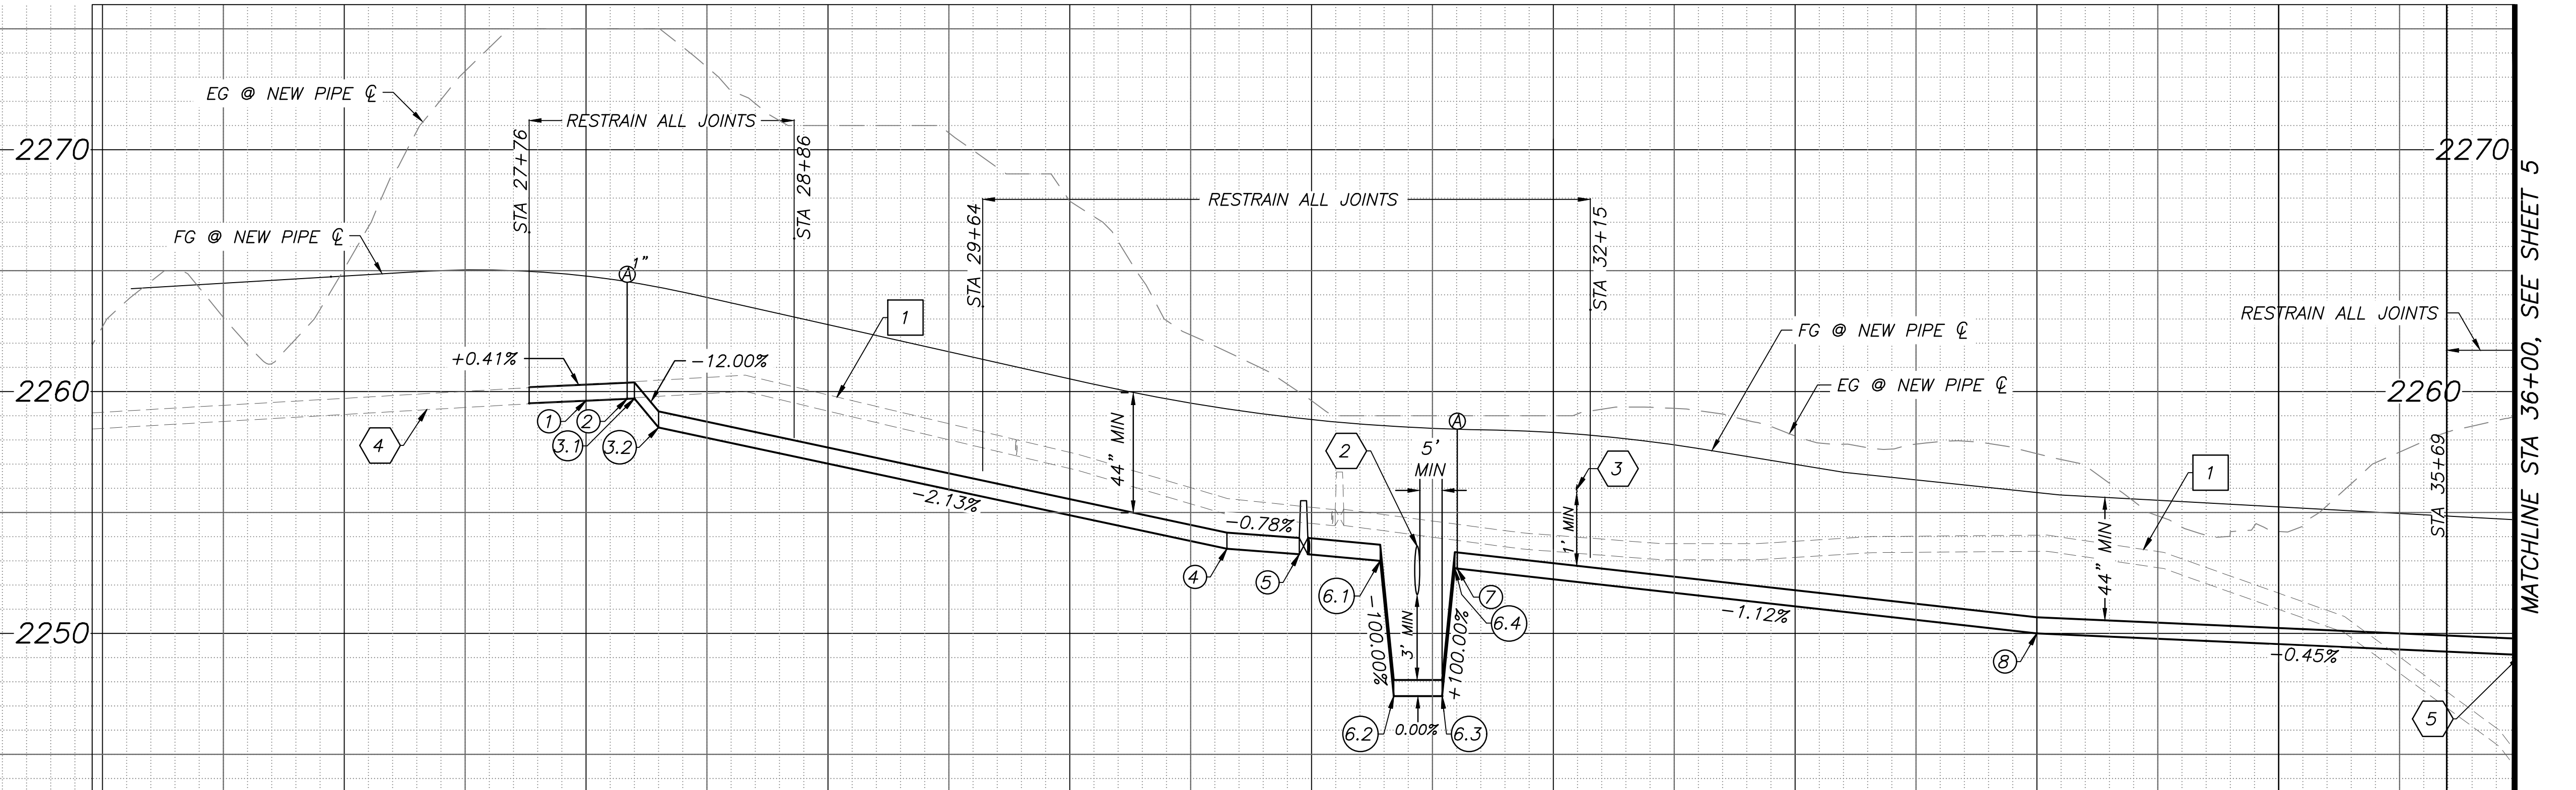 EG @ NEW PIPE ℄
RESTRAIN ALL JOINTS
STA 27+76
STA 28+86
2270
2270
RESTRAIN ALL JOINTS
STA 29+64
STA 32+15
FG @ NEW PIPE ℄
A 1"
1
RESTRAIN ALL JOINTS
FG @ NEW PIPE ℄
EG @ NEW PIPE ℄
+0.41%
-12.00%
2260
2260
1
2
3.1
3.2
4
44" MIN
A
5'
MIN
2
3
1' MIN
1
44" MIN
STA 35+69
-2.13%
-0.78%
4
5
6.1
-100.00%
3' MIN
+100.00%
7
6.4
-1.12%
2250
8
-0.45%
6.2
0.00%
6.3
5
MATCHLINE STA 36+00, SEE SHEET 5